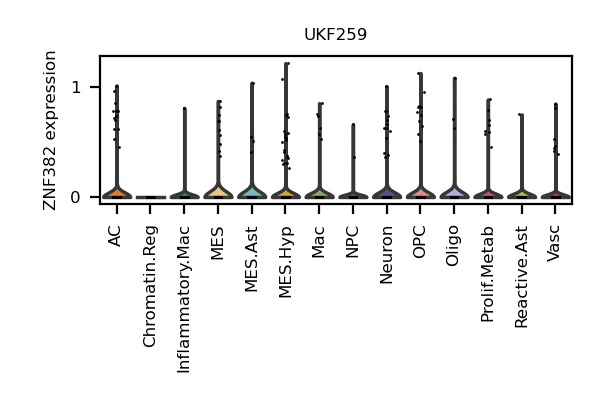 UKF259
ZNF382 expression
1
0
AC
Chromatin.Reg
Inflammatory.Mac
MES
MES.Ast
MES.Hyp
Mac
NPC
Neuron
OPC
Oligo
Prolif.Metab
Reactive.Ast
Vasc